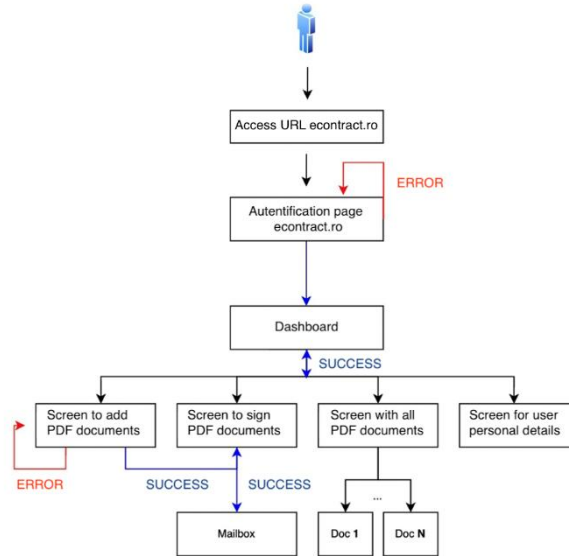 Access URL econtract.ro
ERROR
Autentification page
econtract.ro
Dashboard
SUCCESS
Screen to add
PDF documents
Screen to sign
PDF documents
Screen with all
PDF documents
Screen for user
personal details
ERROR
SUCCESS
SUCCESS
...
Mailbox
Doc 1
Doc N